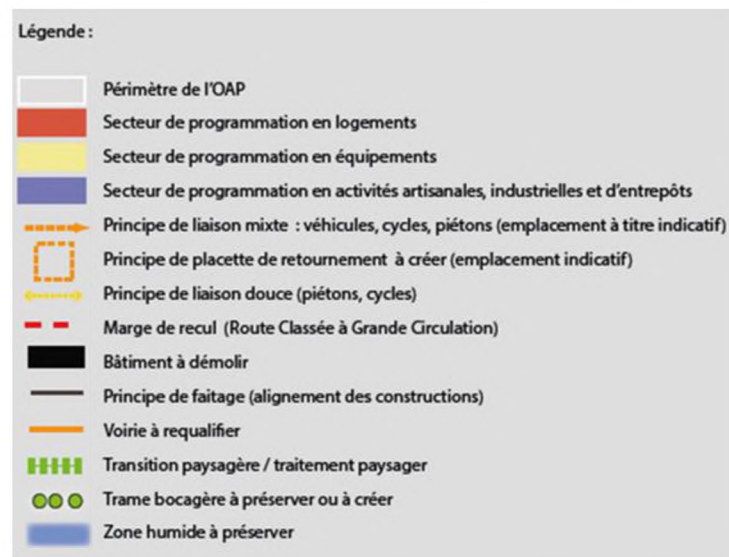 Légende :
Périmètre de l'OAP
Secteur de programmation en logements
Secteur de programmation en équipements
Secteur de programmation en activités artisanales, industrielles et d'entrepôts
Principe de liaison mixte : véhicules, cycles, piétons (emplacement à titre indicatif)
Principe de placette de retournement à créer (emplacement indicatif)
Principe de liaison douce (piétons, cycles)
Marge de recul (Route Classée à Grande Circulation)
Bâtiment à démolir
Principe de faitage (alignement des constructions)
Voirie à requalifier
Transition paysagère / traitement paysager
Trame bocagère à préserver ou à créer
Zone humide à préserver